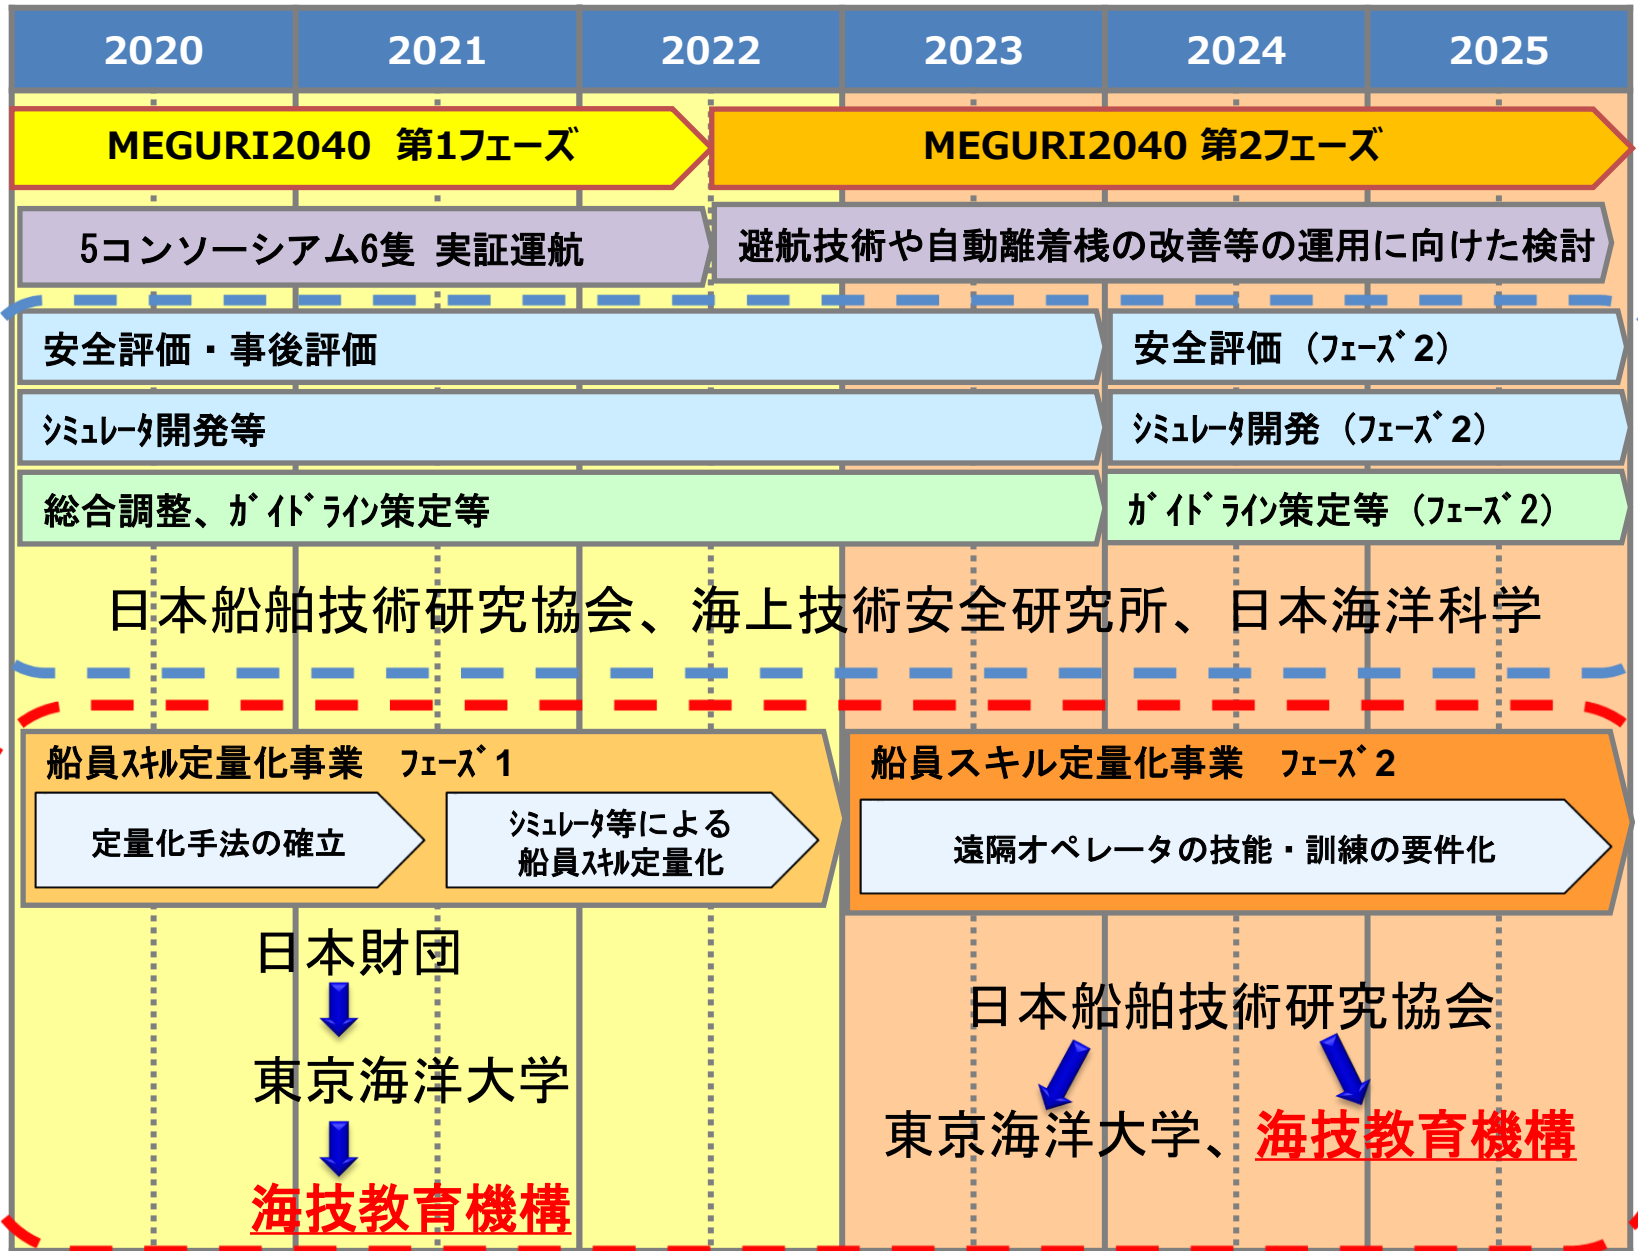 2020 2021 2022 2023 2024 2025
MEGURI2040 第1フェーズ
MEGURI2040 第2フェーズ
5コンソーシアム6隻 実証運航
避航技術や自動離着桟の改善等の運用に向けた検討
安全評価・事後評価
安全評価（ﾌｪｰｽﾞ2）
ｼﾐｭﾚｰﾀ開発等
ｼﾐｭﾚｰﾀ開発（ﾌｪｰｽﾞ2）
総合調整、ｶﾞｲﾄﾞﾗｲﾝ策定等
ｶﾞｲﾄﾞﾗｲﾝ策定等（ﾌｪｰｽﾞ2）
日本船舶技術研究協会、海上技術安全研究所、日本海洋科学
船員ｽｷﾙ定量化事業　ﾌｪｰｽﾞ1
定量化手法の確立
ｼﾐｭﾚｰﾀ等による
船員ｽｷﾙ定量化
船員スキル定量化事業　ﾌｪｰｽﾞ2
遠隔オペレータの技能・訓練の要件化
日本財団
東京海洋大学
海技教育機構
日本船舶技術研究協会
東京海洋大学、海技教育機構